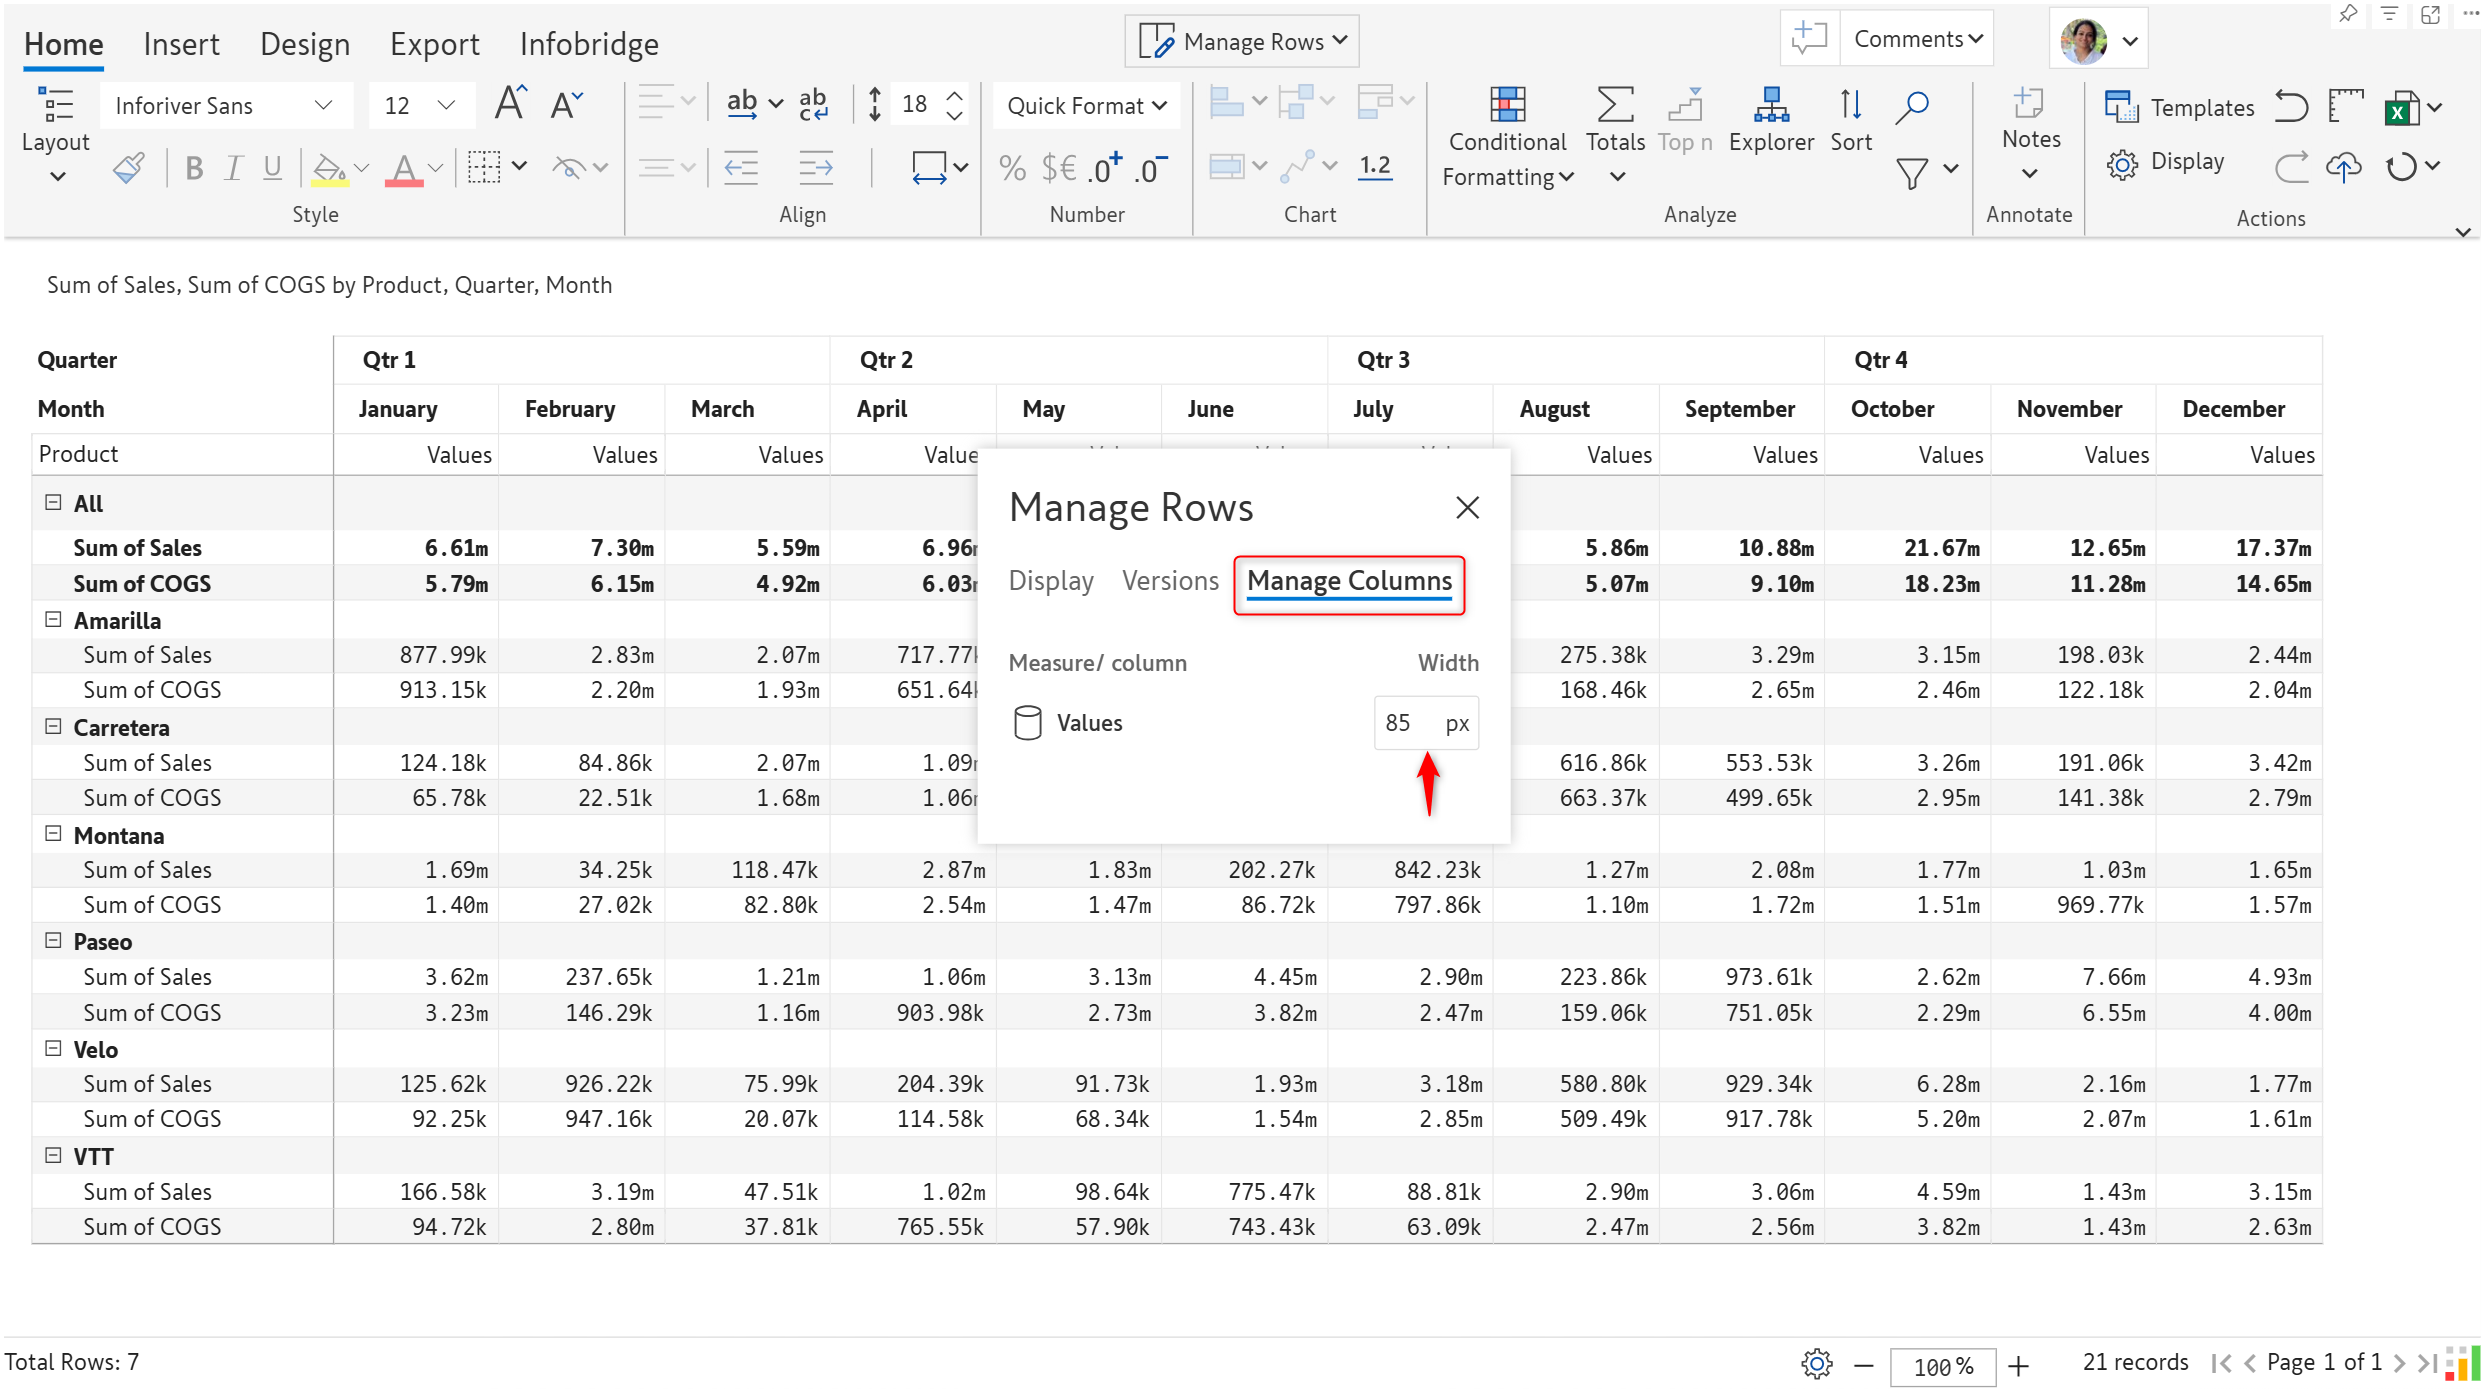 Home Insert Design Export Infobridge Manage Rows Comments
Layout Inforiver Sans 12 A A ab ab c 18 Quick Format Conditional Formatting Totals Top n Explorer Sort Notes Templates
B I U A % $€ .0+ .0- 1.2 Display
Style Align Number Chart Analyze Annotate Actions
Sum of Sales, Sum of COGS by Product, Quarter, Month
Quarter Qtr 1 Qtr 2 Qtr 3 Qtr 4
Month January February March April May June July August September October November December
Product Values Values Values Values Values Values Values Values
All
Sum of Sales 6.61m 7.30m 5.59m 6.96 5.86m 10.88m 21.67m 12.65m 17.37m
Sum of COGS 5.79m 6.15m 4.92m 6.03 5.07m 9.10m 18.23m 11.28m 14.65m
Amarilla
Sum of Sales 877.99k 2.83m 2.07m 717.77 275.38k 3.29m 3.15m 198.03k 2.44m
Sum of COGS 913.15k 2.20m 1.93m 651.64 168.46k 2.65m 2.46m 122.18k 2.04m
Carretera
Sum of Sales 124.18k 84.86k 2.07m 1.09 616.86k 553.53k 3.26m 191.06k 3.42m
Sum of COGS 65.78k 22.51k 1.68m 1.06 663.37k 499.65k 2.95m 141.38k 2.79m
Montana
Sum of Sales 1.69m 34.25k 118.47k 2.87m 1.83m 202.27k 842.23k 1.27m 2.08m 1.77m 1.03m 1.65m
Sum of COGS 1.40m 27.02k 82.80k 2.54m 1.47m 86.72k 797.86k 1.10m 1.72m 1.51m 969.77k 1.57m
Paseo
Sum of Sales 3.62m 237.65k 1.21m 1.06m 3.13m 4.45m 2.90m 223.86k 973.61k 2.62m 7.66m 4.93m
Sum of COGS 3.23m 146.29k 1.16m 903.98k 2.73m 3.82m 2.47m 159.06k 751.05k 2.29m 6.55m 4.00m
Velo
Sum of Sales 125.62k 926.22k 75.99k 204.39k 91.73k 1.93m 3.18m 580.80k 929.34k 6.28m 2.16m 1.77m
Sum of COGS 92.25k 947.16k 20.07k 114.58k 68.34k 1.54m 2.85m 509.49k 917.78k 5.20m 2.07m 1.61m
VTT
Sum of Sales 166.58k 3.19m 47.51k 1.02m 98.64k 775.47k 88.81k 2.90m 3.06m 4.59m 1.43m 3.15m
Sum of COGS 94.72k 2.80m 37.81k 765.55k 57.90k 743.43k 63.09k 2.47m 2.56m 3.82m 1.43m 2.63m
Manage Rows
Display Versions Manage Columns
Measure/ column Width
Values 85 px
Total Rows: 7 100% 21 records Page 1 of 1